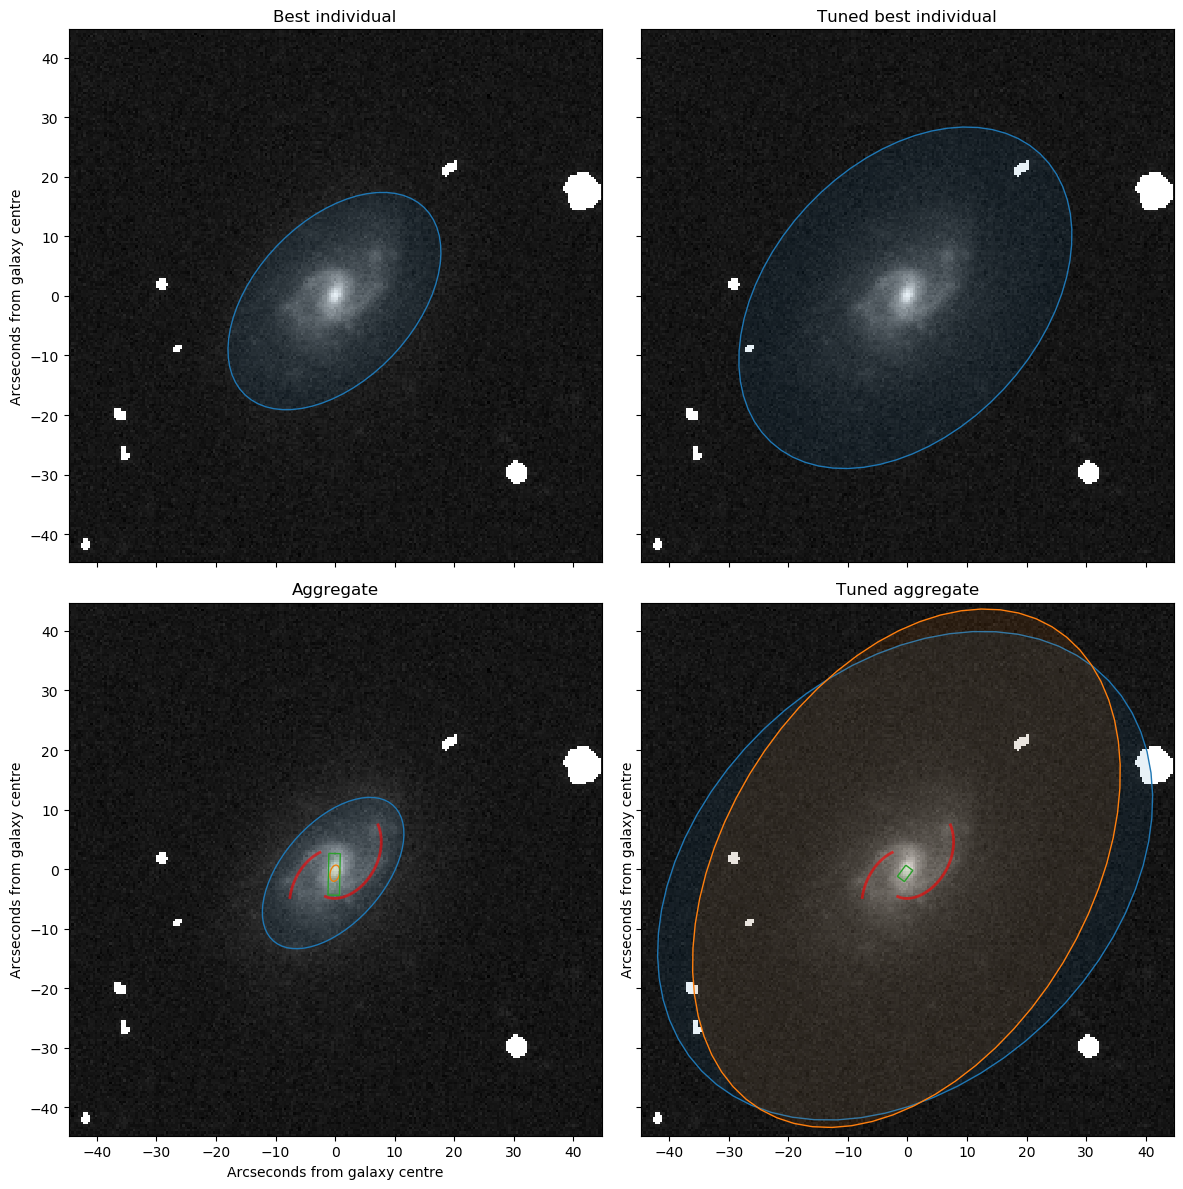 Best individual
Tuned best individual
40
30
20
10
0
−10
−20
−30
−40
Arcseconds from galaxy centre
Aggregate
Tuned aggregate
40
30
20
10
0
−10
−20
−30
−40
Arcseconds from galaxy centre
Arcseconds from galaxy centre
−40 −30 −20 −10 0 10 20 30 40
−40 −30 −20 −10 0 10 20 30 40
Arcseconds from galaxy centre